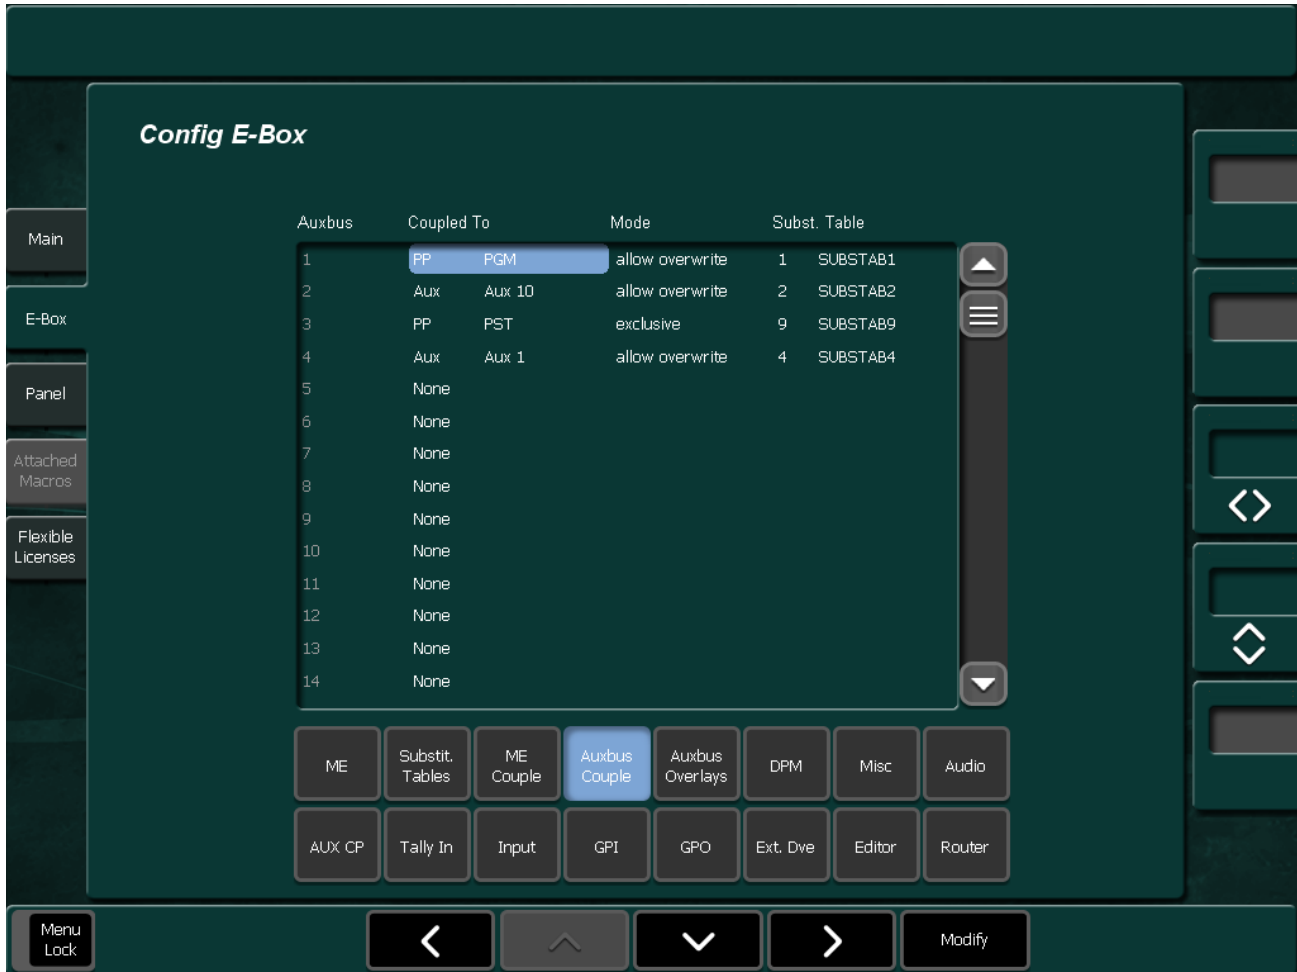 Config E-Box
Auxbus Coupled To Mode Subst. Table
1 PP PGM allow overwrite 1 SUBSTAB1
2 Aux Aux 10 allow overwrite 2 SUBSTAB2
3 PP PST exclusive 9 SUBSTAB9
4 Aux Aux 1 allow overwrite 4 SUBSTAB4
5 None
6 None
7 None
8 None
9 None
10 None
11 None
12 None
13 None
14 None
Main
E-Box
Panel
Attached
Macros
Flexible
Licenses
ME
Substit.
Tables
ME
Couple
Auxbus
Couple
Auxbus
Overlays
DPM
Misc
Audio
AUX CP
Tally In
Input
GPI
GPO
Ext. Dve
Editor
Router
Menu
Lock
Modify